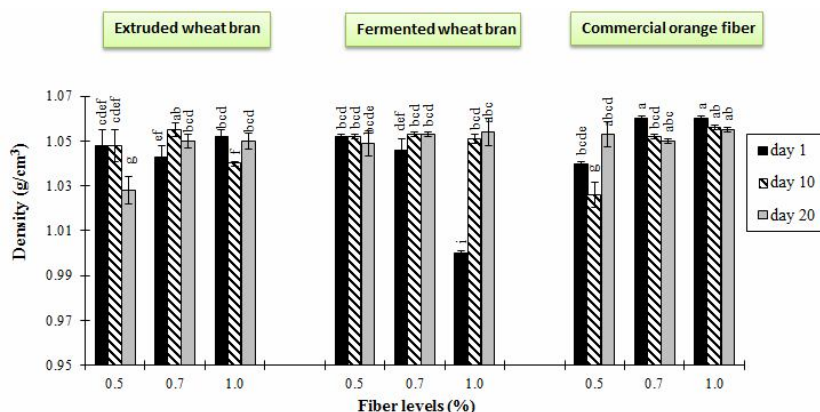 Extruded wheat bran
Fermented wheat bran
Commercial orange fiber
Density (g/cm³)
1.07
1.05
1.03
1.01
0.99
0.97
0.95
cdef
cdef
g
ef
ab
bcd
bcd
f
bcd
bcd
bcd
bcde
def
bcd
bcd
i
bcd
abc
bcde
g
abcd
a
bcd
abc
a
ab
ab
day 1
day 10
day 20
0.5 0.7 1.0 0.5 0.7 1.0 0.5 0.7 1.0
Fiber levels (%)